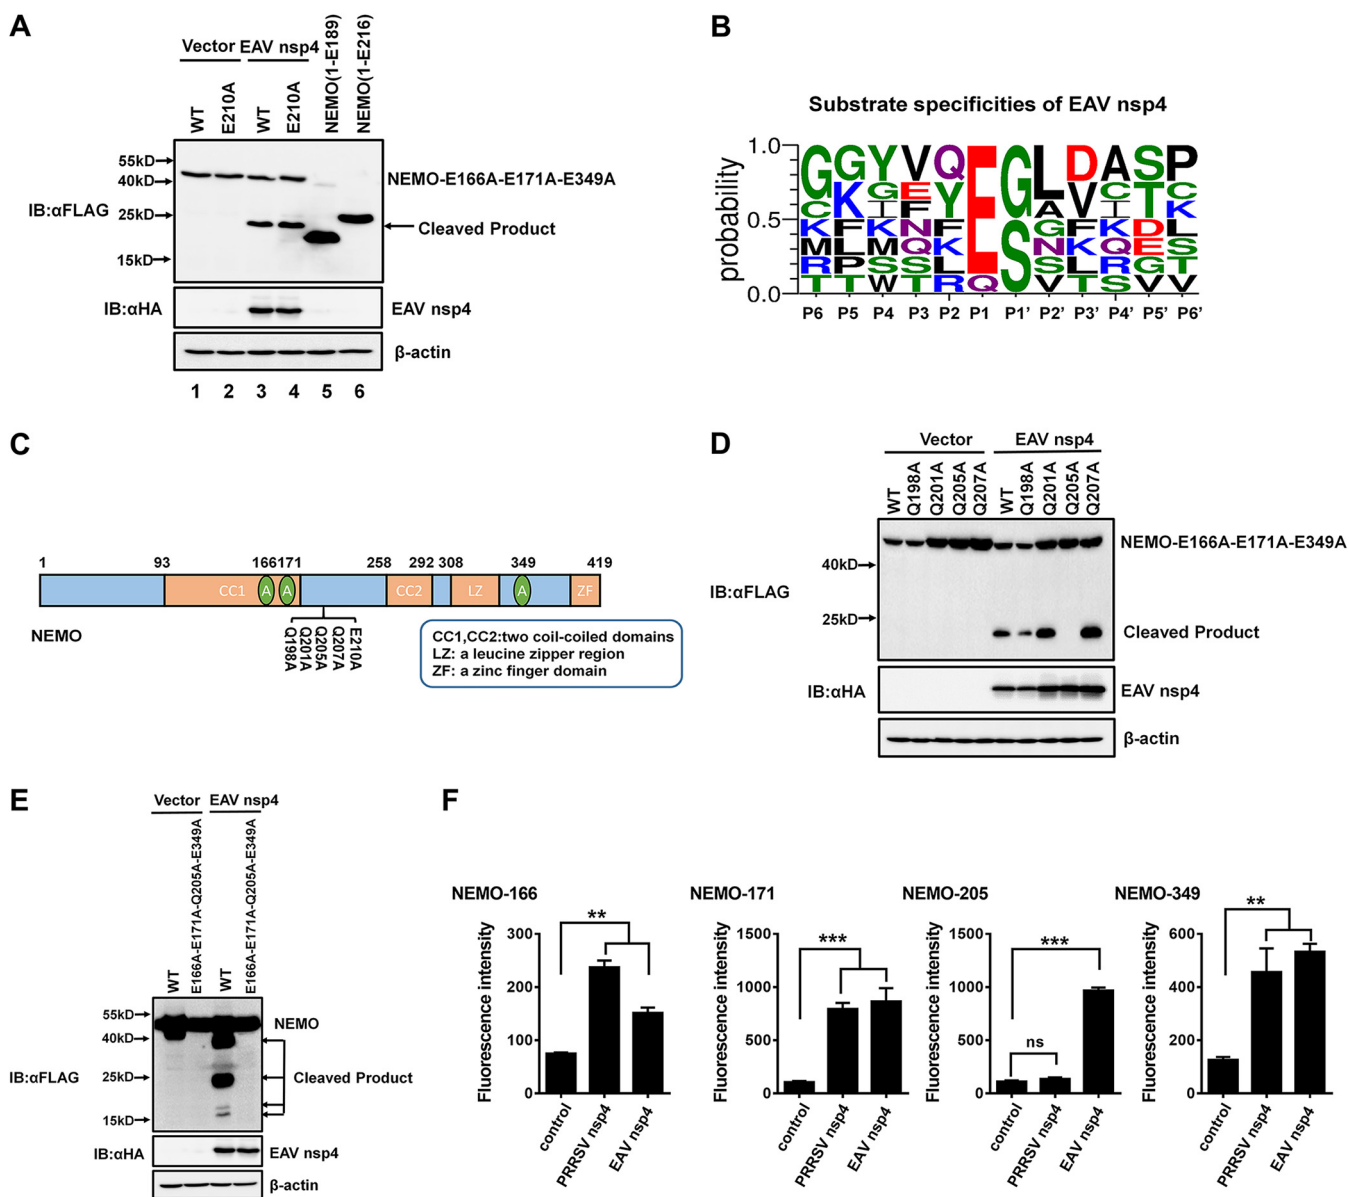 A
Vector EAV nsp4
WT
E210A
WT
E210A
NEMO(1-E189)
NEMO(1-E216)
55kD
40kD
25kD
15kD
IB:αFLAG
NEMO-E166A-E171A-E349A
Cleaved Product
IB:αHA
EAV nsp4
β-actin
1 2 3 4 5 6
B
Substrate specificities of EAV nsp4
probability
1.0
0.5
0.0
G G Y V Q E G L D A S P
C K G E Y E S A V C T C
K F I F F Q N G F I D K
M L K N K S K Q E L
R P M Q L V L R G S
T T S S R T S V T
W T V
P6 P5 P4 P3 P2 P1 P1' P2' P3' P4' P5' P6'
C
1 93 166 171 258 292 308 349 419
CC1 A A CC2 LZ A ZF
NEMO
Q198A
Q201A
Q205A
Q207A
E210A
CC1,CC2:two coil-coiled domains
LZ: a leucine zipper region
ZF: a zinc finger domain
D
Vector EAV nsp4
WT
Q198A
Q201A
Q205A
Q207A
WT
Q198A
Q201A
Q205A
Q207A
40kD
25kD
IB:αFLAG
NEMO-E166A-E171A-E349A
Cleaved Product
IB:αHA
EAV nsp4
β-actin
E
Vector EAV nsp4
WT
E166A-E171A-Q205A-E349A
WT
E166A-E171A-Q205A-E349A
55kD
40kD
25kD
15kD
IB:αFLAG
NEMO
Cleaved Product
IB:αHA
EAV nsp4
β-actin
F
NEMO-166
Fluorescence intensity
300
200
100
0
**
control
PRRSV nsp4
EAV nsp4
NEMO-171
Fluorescence intensity
1500
1000
500
0
***
control
PRRSV nsp4
EAV nsp4
NEMO-205
Fluorescence intensity
1500
1000
500
0
***
ns
control
PRRSV nsp4
EAV nsp4
NEMO-349
Fluorescence intensity
600
400
200
0
**
control
PRRSV nsp4
EAV nsp4